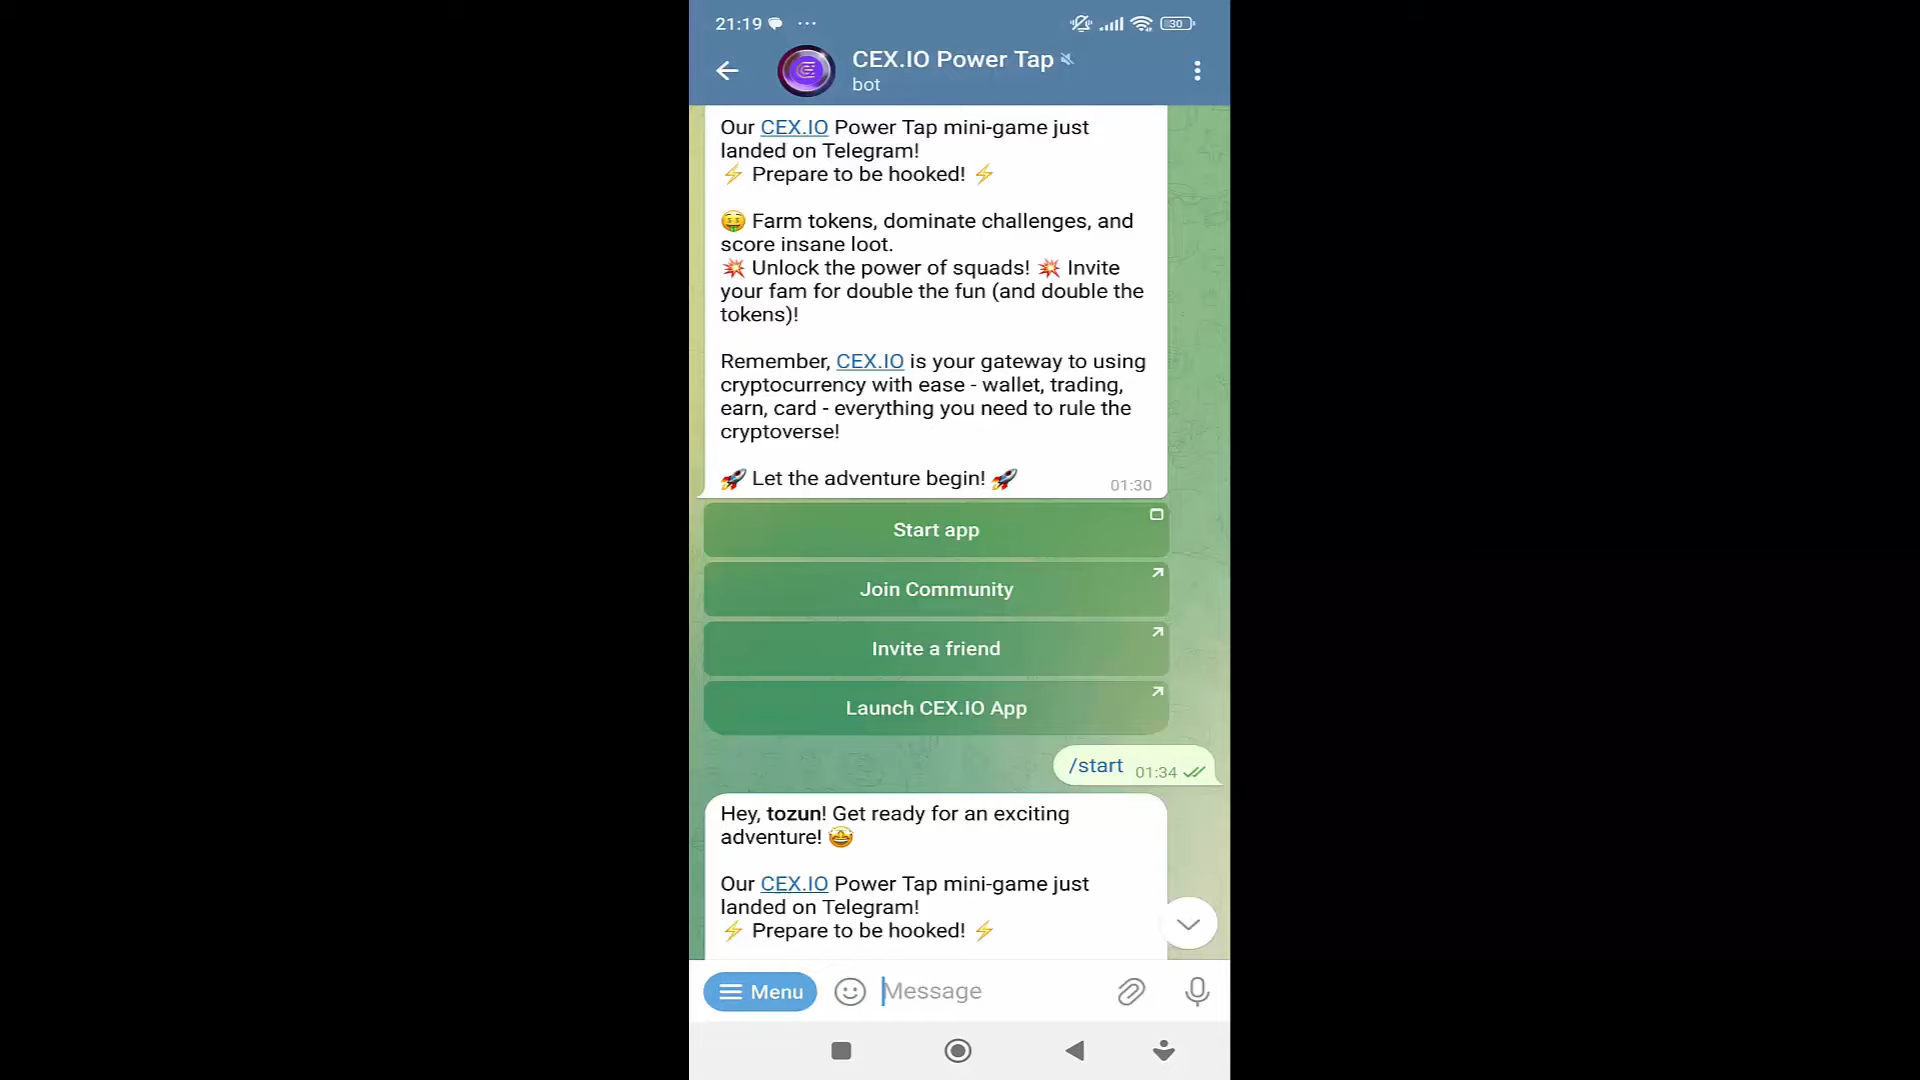 21:19
30
CEX.IO Power Tap
bot
Our CEX.IO Power Tap mini-game just
landed on Telegram!
⚡ Prepare to be hooked! ⚡
🤑 Farm tokens, dominate challenges, and
score insane loot.
💥 Unlock the power of squads! 💥 Invite
your fam for double the fun (and double the
tokens)!
Remember, CEX.IO is your gateway to using
cryptocurrency with ease - wallet, trading,
earn, card - everything you need to rule the
cryptoverse!
🚀 Let the adventure begin! 🚀
01:30
Start app
Join Community
Invite a friend
Launch CEX.IO App
/start 01:34
Hey, tozun! Get ready for an exciting
adventure! 🤩
Our CEX.IO Power Tap mini-game just
landed on Telegram!
⚡ Prepare to be hooked! ⚡
Menu
Message